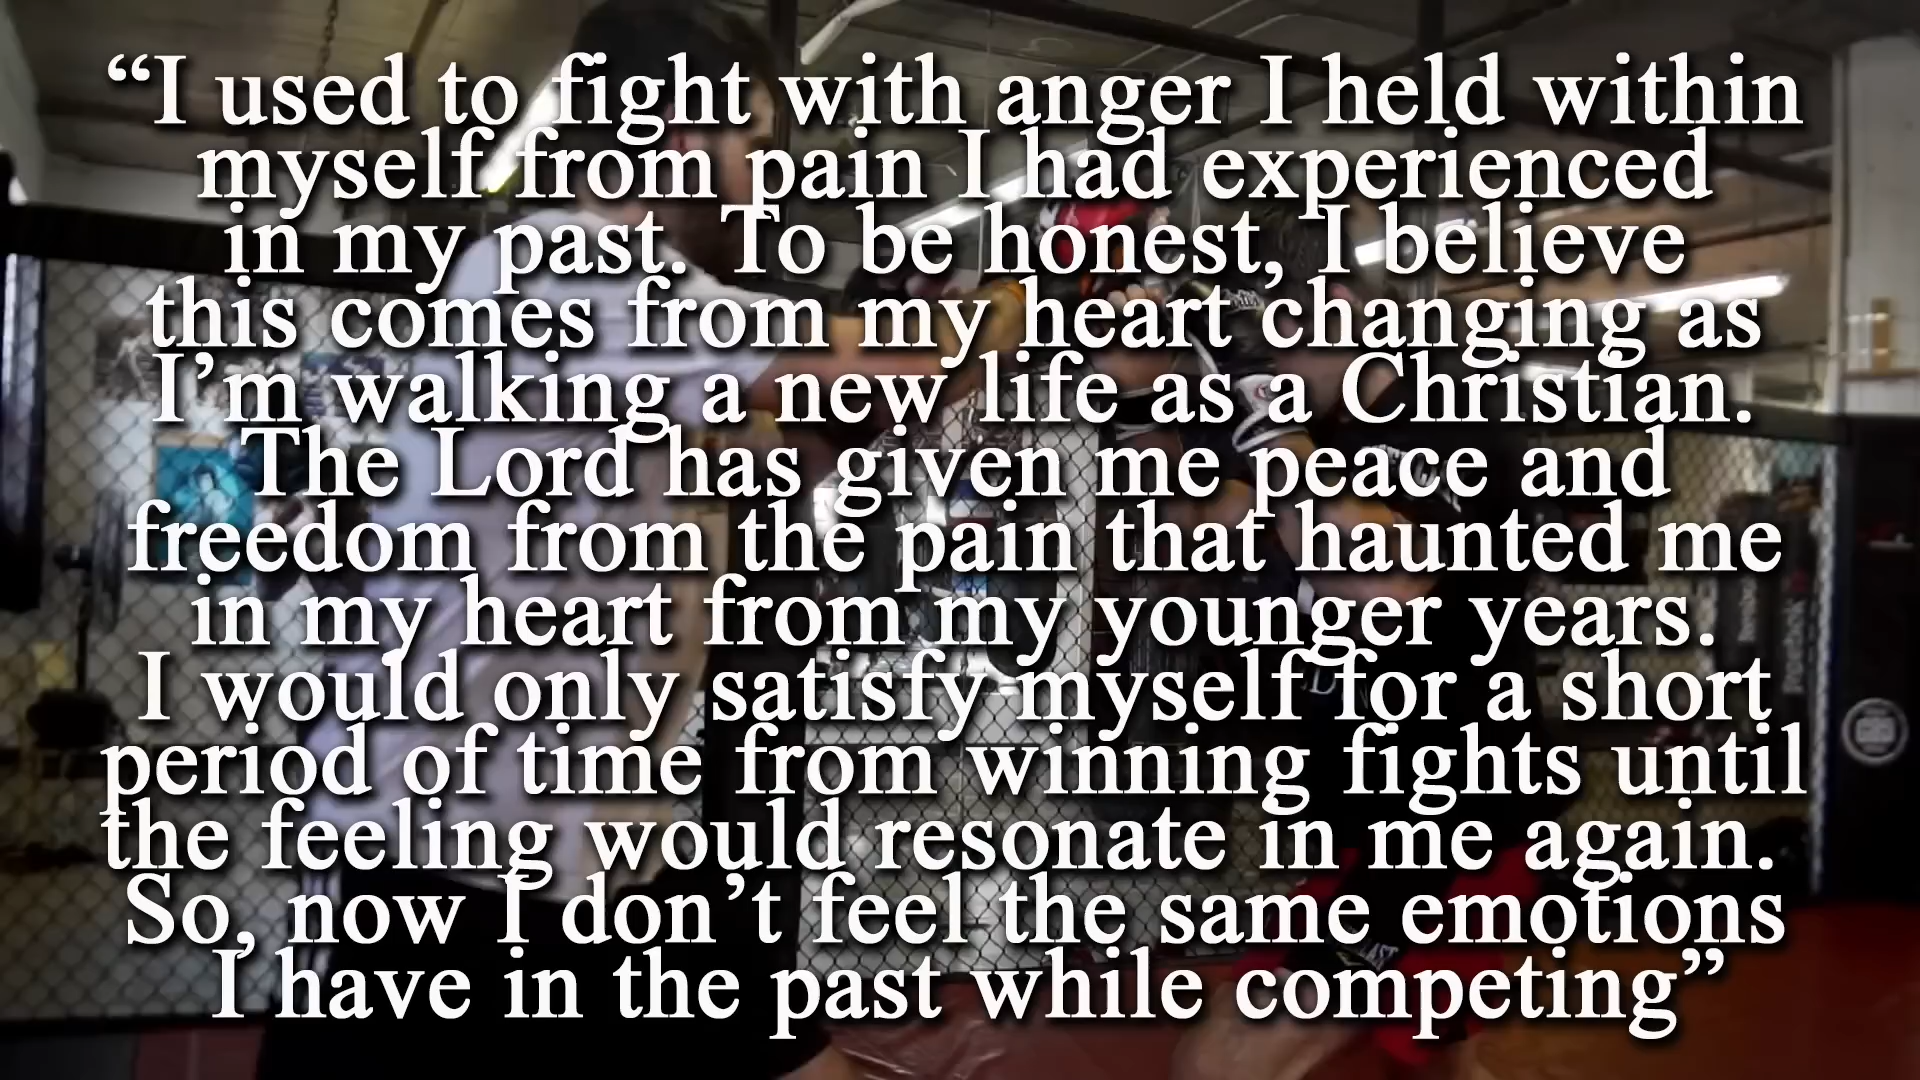 “I used to fight with anger I held within
myself from pain I had experienced
in my past. To be honest, I believe
this comes from my heart changing as
I’m walking a new life as a Christian.
The Lord has given me peace and
freedom from the pain that haunted me
in my heart from my younger years.
I would only satisfy myself for a short
period of time from winning fights until
the feeling would resonate in me again.
So, now I don’t feel the same emotions
I have in the past while competing”